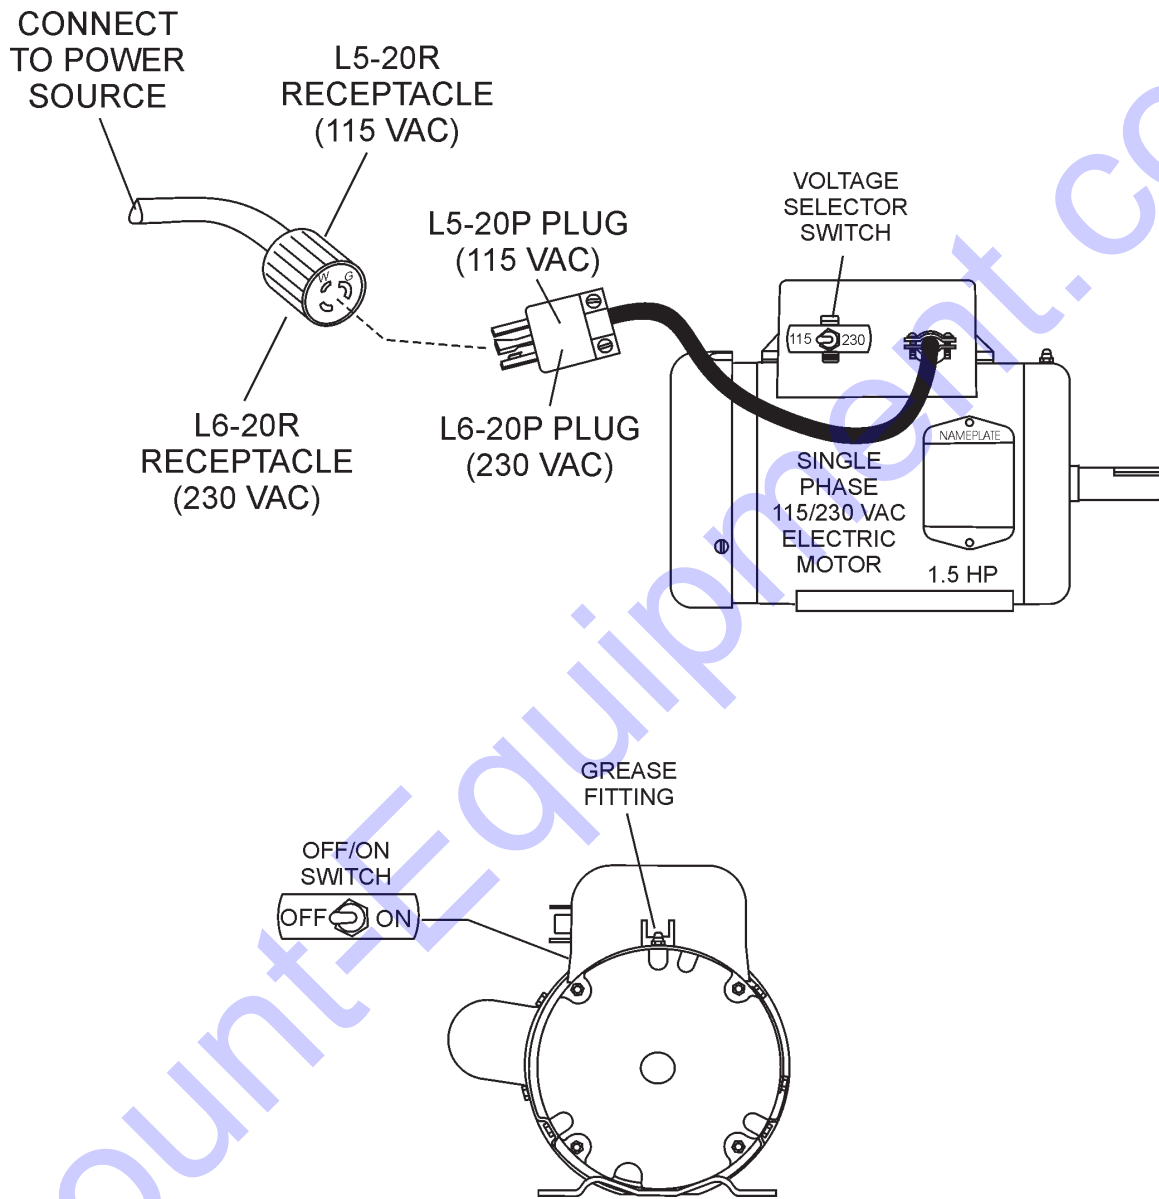 CONNECT
TO POWER
SOURCE
L5-20R
RECEPTACLE
(115 VAC)
W G
L6-20R
RECEPTACLE
(230 VAC)
L5-20P PLUG
(115 VAC)
L6-20P PLUG
(230 VAC)
VOLTAGE
SELECTOR
SWITCH
115 230
NAMEPLATE
SINGLE
PHASE
115/230 VAC
ELECTRIC
MOTOR
1.5 HP
GREASE
FITTING
OFF/ON
SWITCH
OFF ON
ount-Equipment.co